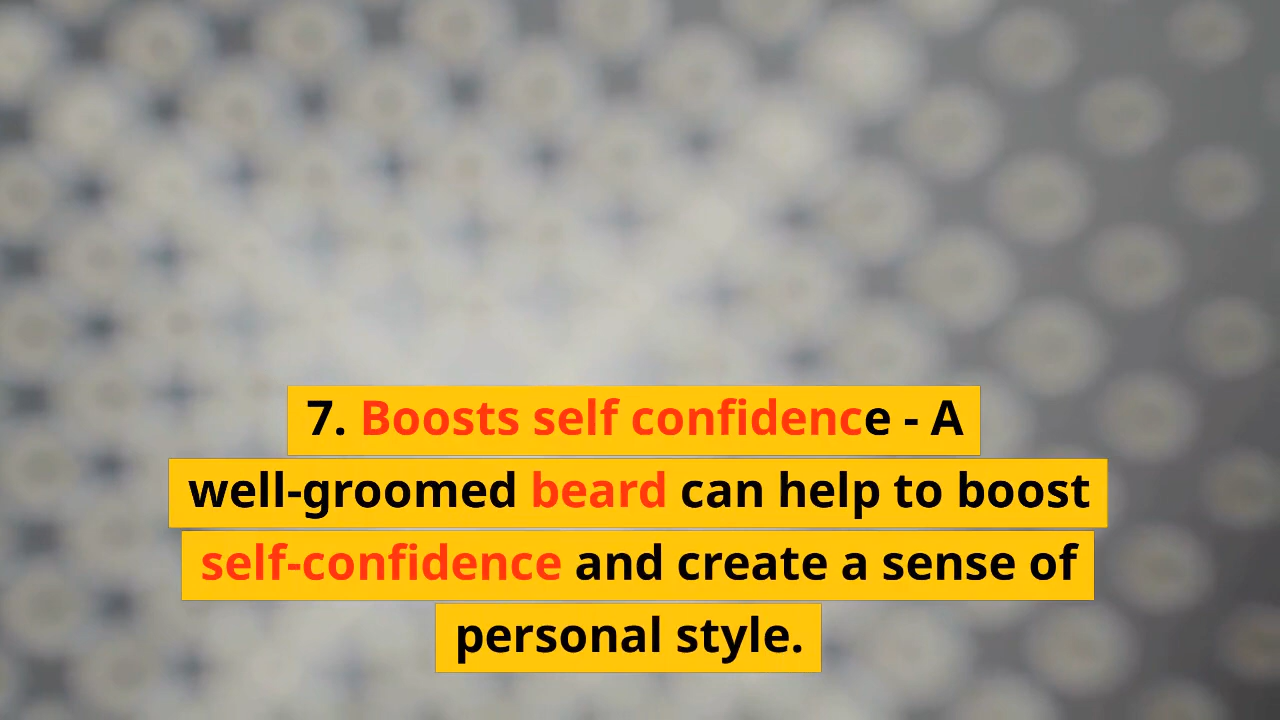 7. Boosts self confidence - A
well-groomed beard can help to boost
self-confidence and create a sense of
personal style.